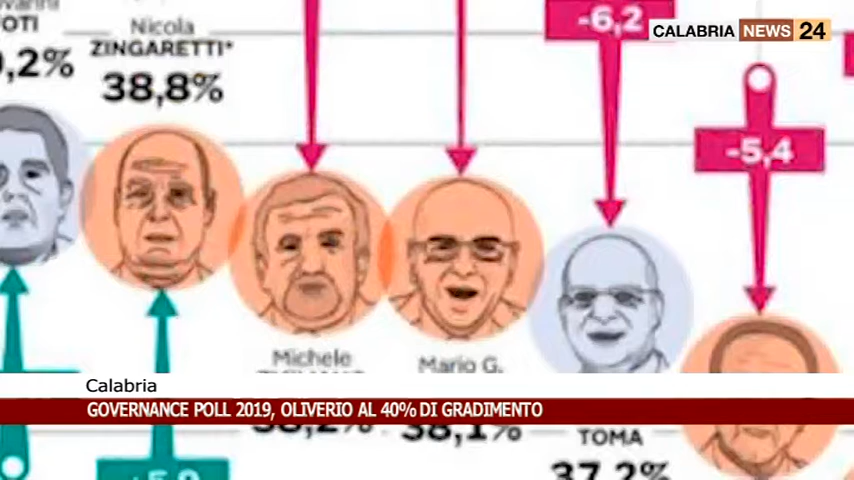 Nicola
ZINGARETTI*
38,8%
-6,2
CALABRIA NEWS 24
-5,4
Michele
Mario G.
Calabria
GOVERNANCE POLL 2019, OLIVERIO AL 40% DI GRADIMENTO
38,1%
TOMA
37,2%